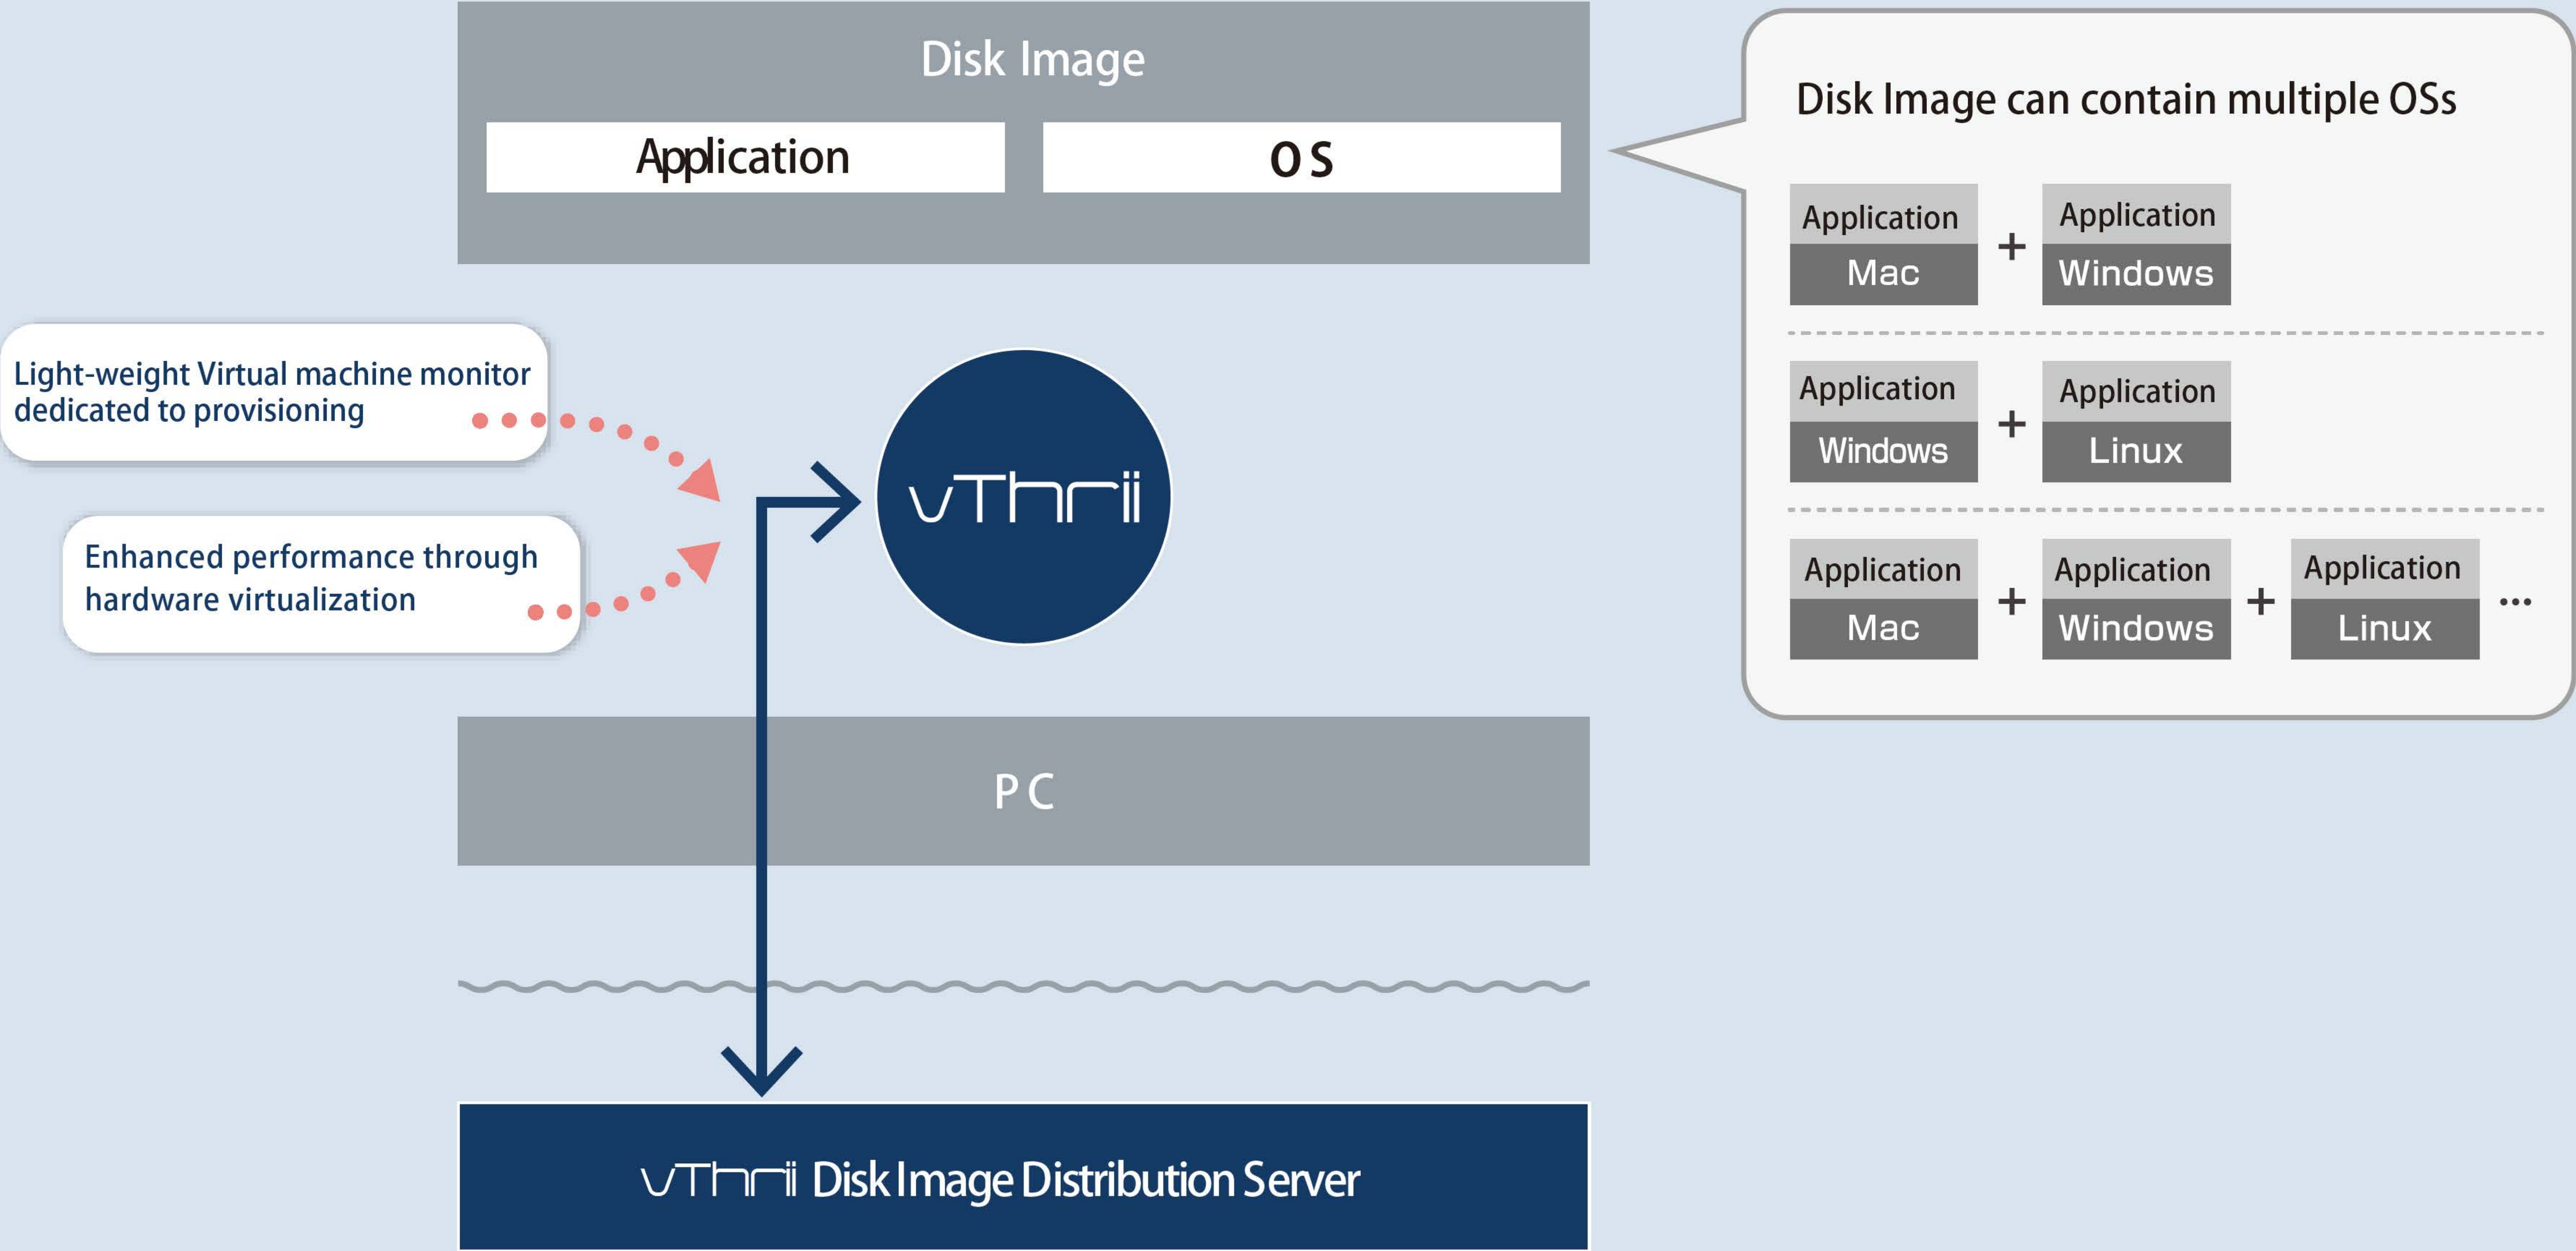 Disk Image
Application
OS
Light-weight Virtual machine monitor
dedicated to provisioning
Enhanced performance through
hardware virtualization
vThrii
PC
vThrii Disk Image Distribution Server
Disk Image can contain multiple OSs
Application + Application
Mac Windows
Application + Application
Windows Linux
Application + Application + Application ...
Mac Windows Linux